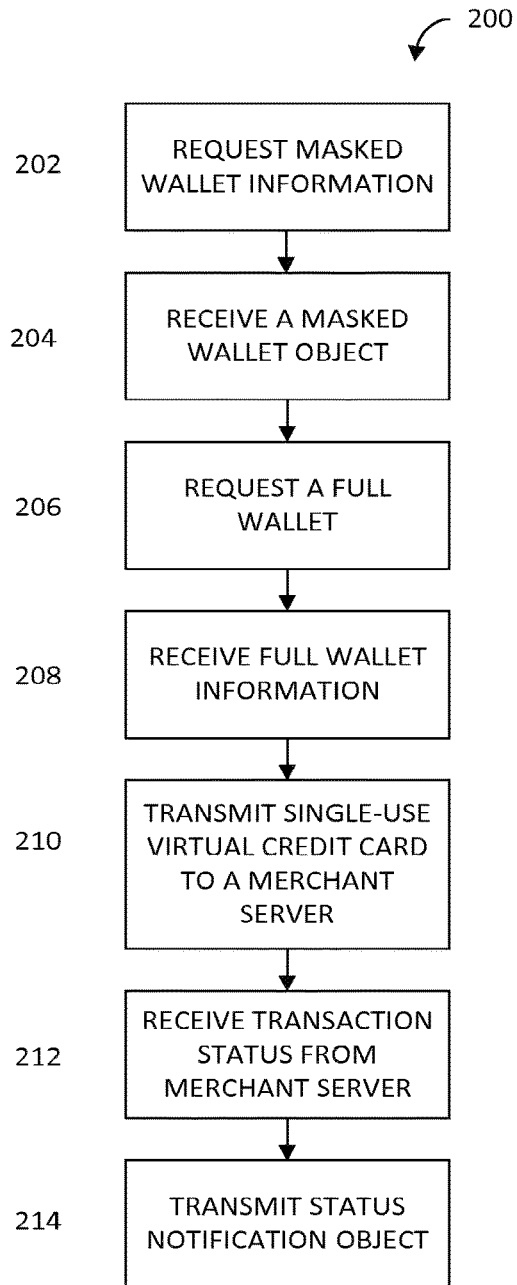 200
202
REQUEST MASKED
WALLET INFORMATION
204
RECEIVE A MASKED
WALLET OBJECT
206
REQUEST A FULL
WALLET
208
RECEIVE FULL WALLET
INFORMATION
210
TRANSMIT SINGLE-USE
VIRTUAL CREDIT CARD
TO A MERCHANT
SERVER
212
RECEIVE TRANSACTION
STATUS FROM
MERCHANT SERVER
214
TRANSMIT STATUS
NOTIFICATION OBJECT